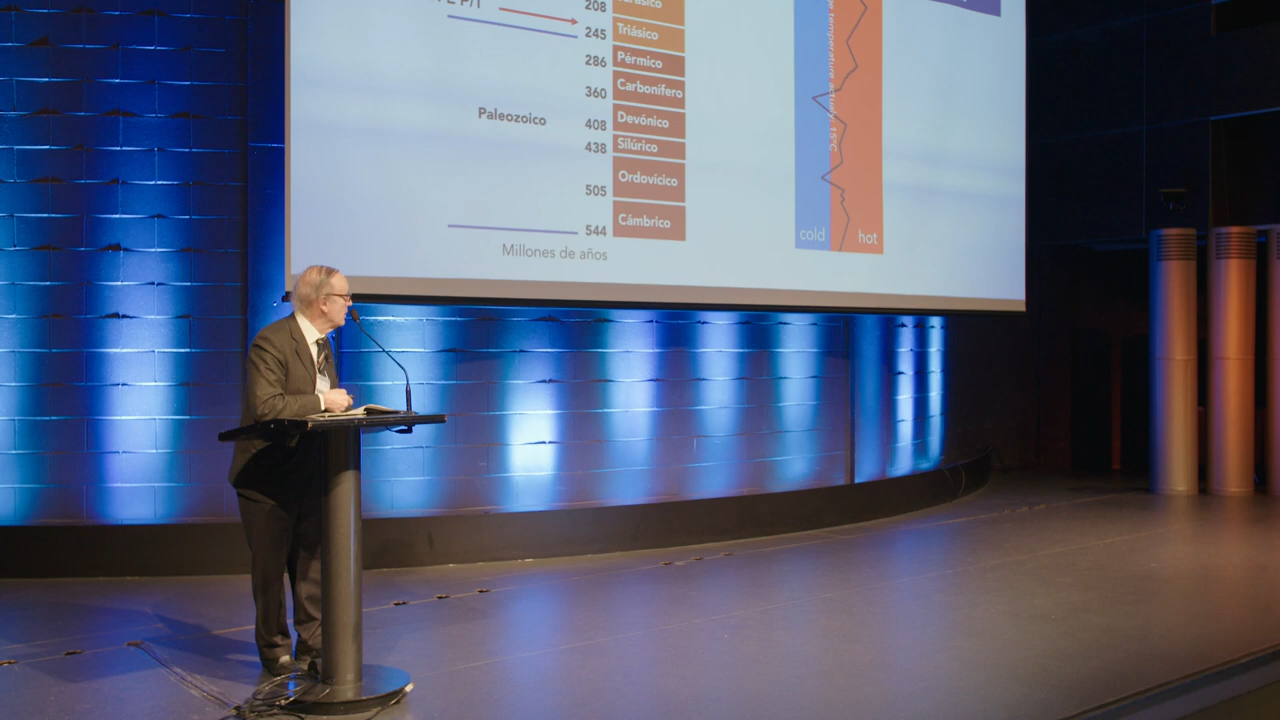 208
245 Triásico
286 Pérmico
360 Carbonífero
Paleozoico
408 Devónico
438 Silúrico
505 Ordovícico
544 Cámbrico
Millones de años
cold
hot